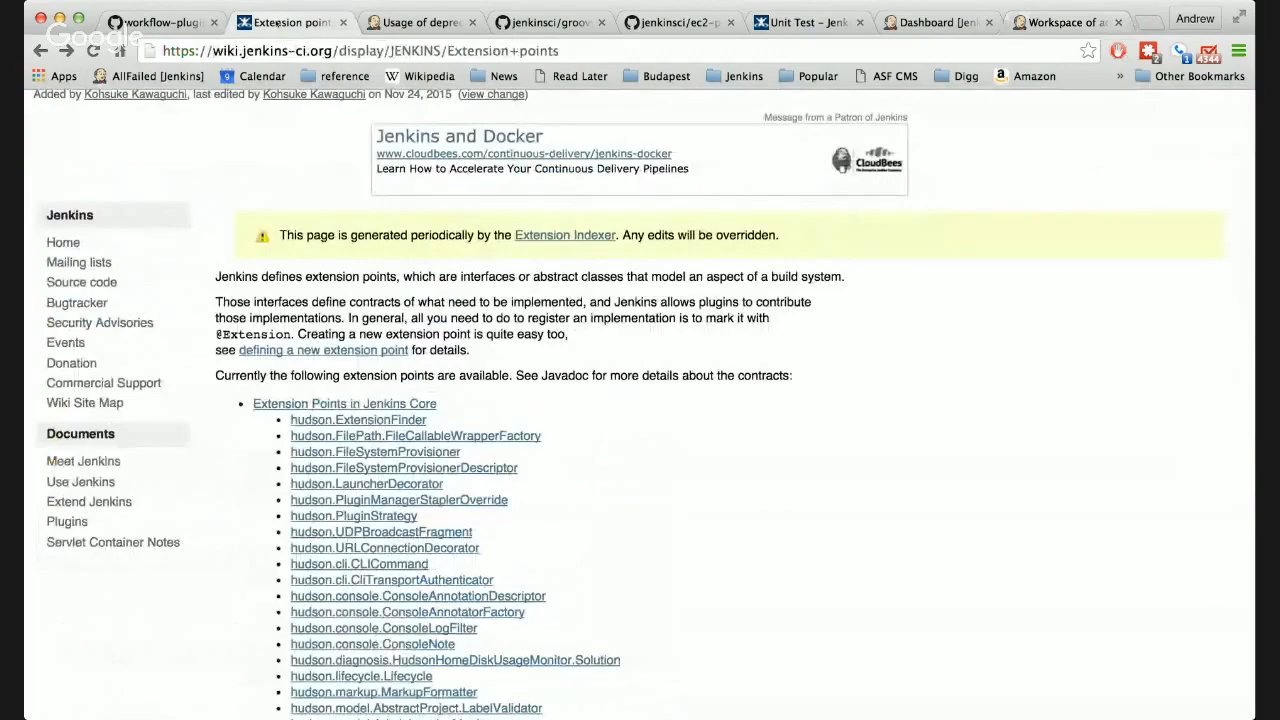 workflow-plugi
Extension point
Usage of depre
jenkinsci/groov
jenkinsci/ec2-p
Unit Test - Jenk
Dashboard [Jen
Workspace of a
Andrew
Google
https://wiki.jenkins-ci.org/display/JENKINS/Extension+points
2
1
4344
Apps
AllFailed [Jenkins]
9
Calendar
reference
W
Wikipedia
News
Read Later
Budapest
Jenkins
Popular
ASF CMS
Digg
a
Amazon
»
Other Bookmarks
Added by Kohsuke Kawaguchi, last edited by Kohsuke Kawaguchi on Nov 24, 2015 (view change)
Message from a Patron of Jenkins
Jenkins and Docker
www.cloudbees.com/continuous-delivery/jenkins-docker
Learn How to Accelerate Your Continuous Delivery Pipelines
CloudBees
Jenkins
Home
Mailing lists
Source code
Bugtracker
Security Advisories
Events
Donation
Commercial Support
Wiki Site Map
Documents
Meet Jenkins
Use Jenkins
Extend Jenkins
Plugins
Servlet Container Notes
This page is generated periodically by the Extension Indexer. Any edits will be overridden.
Jenkins defines extension points, which are interfaces or abstract classes that model an aspect of a build system.
Those interfaces define contracts of what need to be implemented, and Jenkins allows plugins to contribute
those implementations. In general, all you need to do to register an implementation is to mark it with
@Extension. Creating a new extension point is quite easy too,
see defining a new extension point for details.
Currently the following extension points are available. See Javadoc for more details about the contracts:
Extension Points in Jenkins Core
hudson.ExtensionFinder
hudson.FilePath.FileCallableWrapperFactory
hudson.FileSystemProvisioner
hudson.FileSystemProvisionerDescriptor
hudson.LauncherDecorator
hudson.PluginManagerStaplerOverride
hudson.PluginStrategy
hudson.UDPBroadcastFragment
hudson.URLConnectionDecorator
hudson.cli.CLICommand
hudson.cli.CliTransportAuthenticator
hudson.console.ConsoleAnnotationDescriptor
hudson.console.ConsoleAnnotatorFactory
hudson.console.ConsoleLogFilter
hudson.console.ConsoleNote
hudson.diagnosis.HudsonHomeDiskUsageMonitor.Solution
hudson.lifecycle.Lifecycle
hudson.markup.MarkupFormatter
hudson.model.AbstractProject.LabelValidator